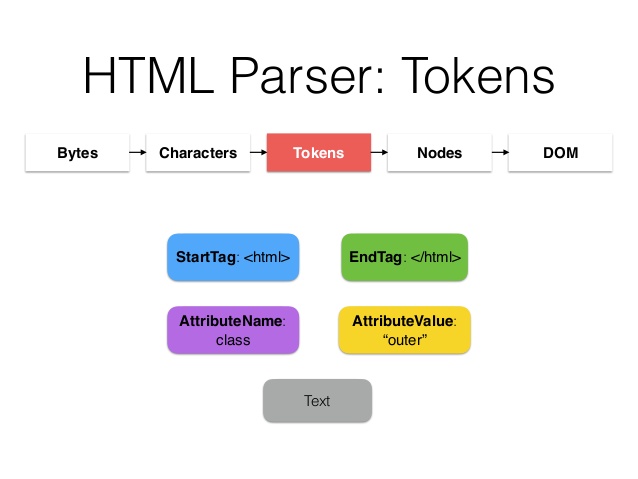 HTML Parser: Tokens
Bytes
Characters
Tokens
Nodes
DOM
StartTag: <html>
EndTag: </html>
AttributeName:
class
AttributeValue:
“outer”
Text